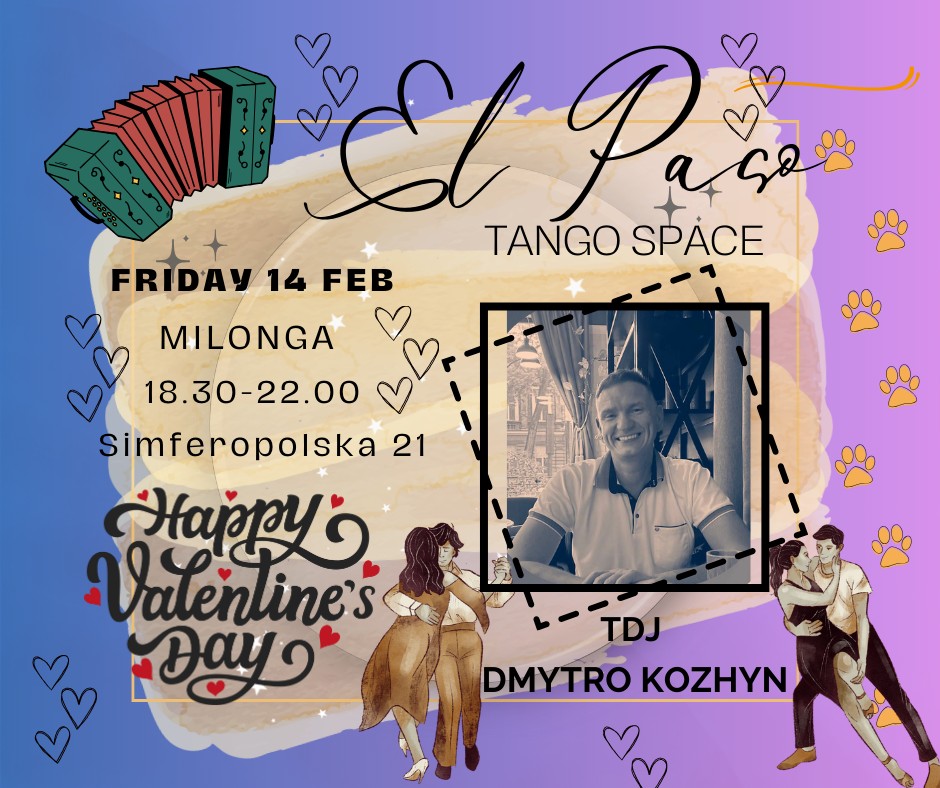 El Paso
TANGO SPACE
FRIDAY 14 FEB
MILONGA
18.30-22.00
Simferopolska 21
Happy
Valentine's
Day
TDJ
DMYTRO KOZHYN